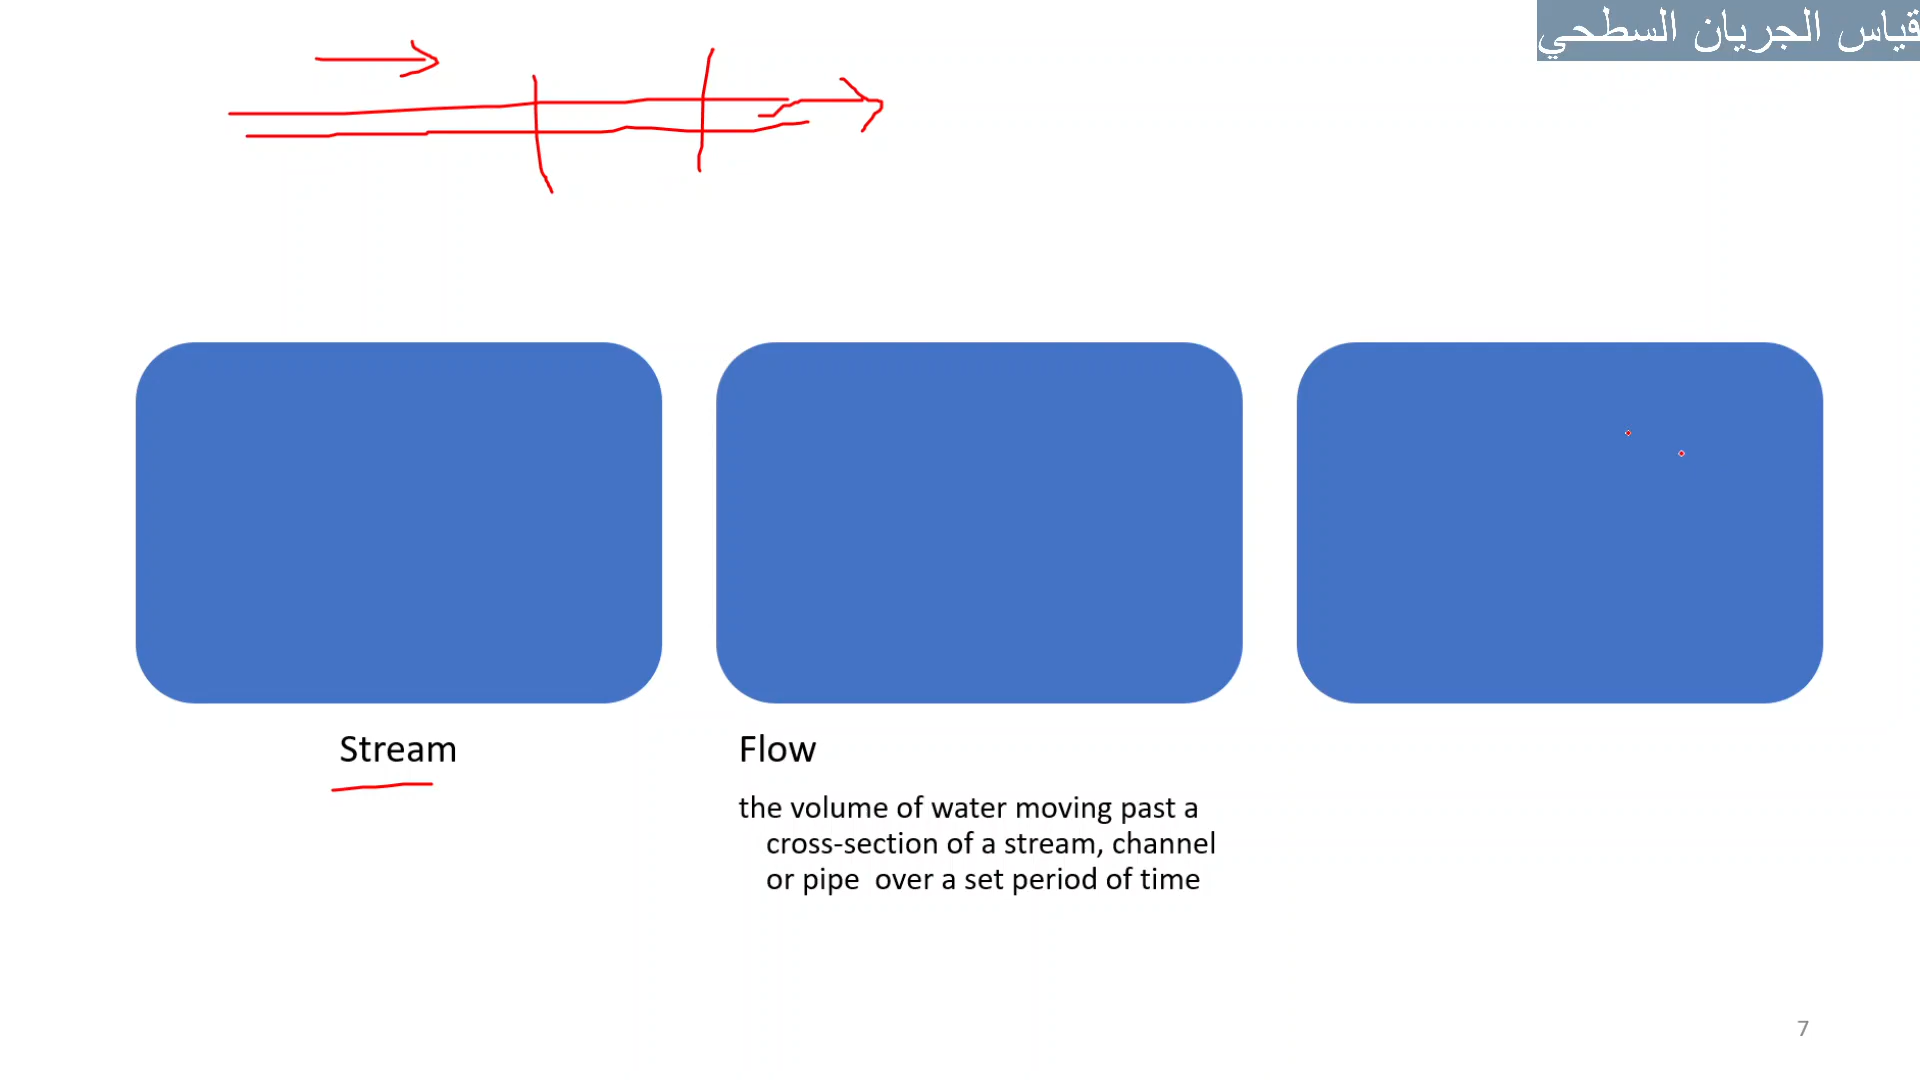 قياس الجريان السطحي
Stream
Flow
the volume of water moving past a
cross-section of a stream, channel
or pipe over a set period of time
7